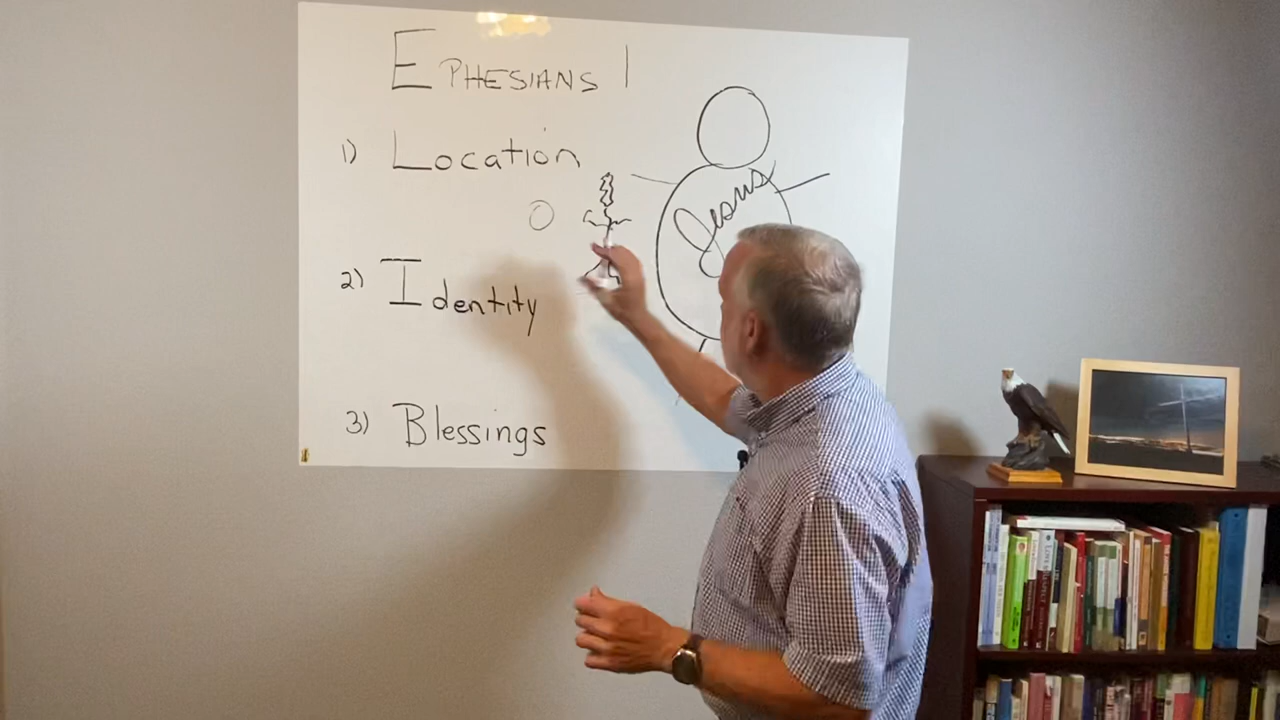 EPHESIANS 1
1) Location
Jesus
2) Identity
3) Blessings